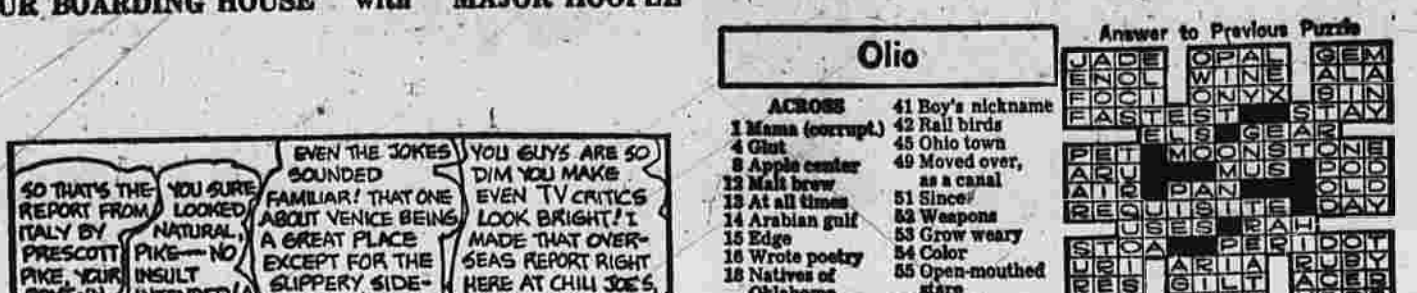 UR BOARDING HOUSE with MAJOR HOOPLE
SO THAT'S THE
REPORT FROM
ITALY BY
PRESCOTT
PIKE, YOUR
YOU SURE
LOOKED
NATURAL,
PIKE—NO
INSULT
INTENDED!
EVEN THE JOKES
SOUNDED
FAMILIAR! THAT ONE
ABOUT VENICE BEING
A GREAT PLACE
EXCEPT FOR THE
SLIPPERY SIDE-
YOU GUYS ARE SO
DIM YOU MAKE
EVEN TV CRITICS
LOOK BRIGHT! I
MADE THAT OVER-
SEAS REPORT RIGHT
HERE AT CHILI JOE'S,
Olio
ACROSS
1 Mama (corrupt.)
4 Glut
8 Apple center
12 Malt brew
13 At all times
14 Arabian gulf
15 Edge
16 Wrote poetry
18 Natives of
Oklahoma
41 Boy's nickname
42 Rail birds
45 Ohio town
49 Moved over,
as a canal
51 Since
52 Weapons
53 Grow weary
54 Color
55 Open-mouthed
stare
Answer to Previous Puzzle
JADE OPAL GEM
ENOL WINE ALA
FOCI ONYX SIN
FASTEST STAY
ELS GEAR
PET MOONSTONE
ARU MUS POD
AIR PAN OLD
REQUISITE DAY
USES RAH
STOA PERIDOT
URI ARIA RUBY
RES GILT ACER